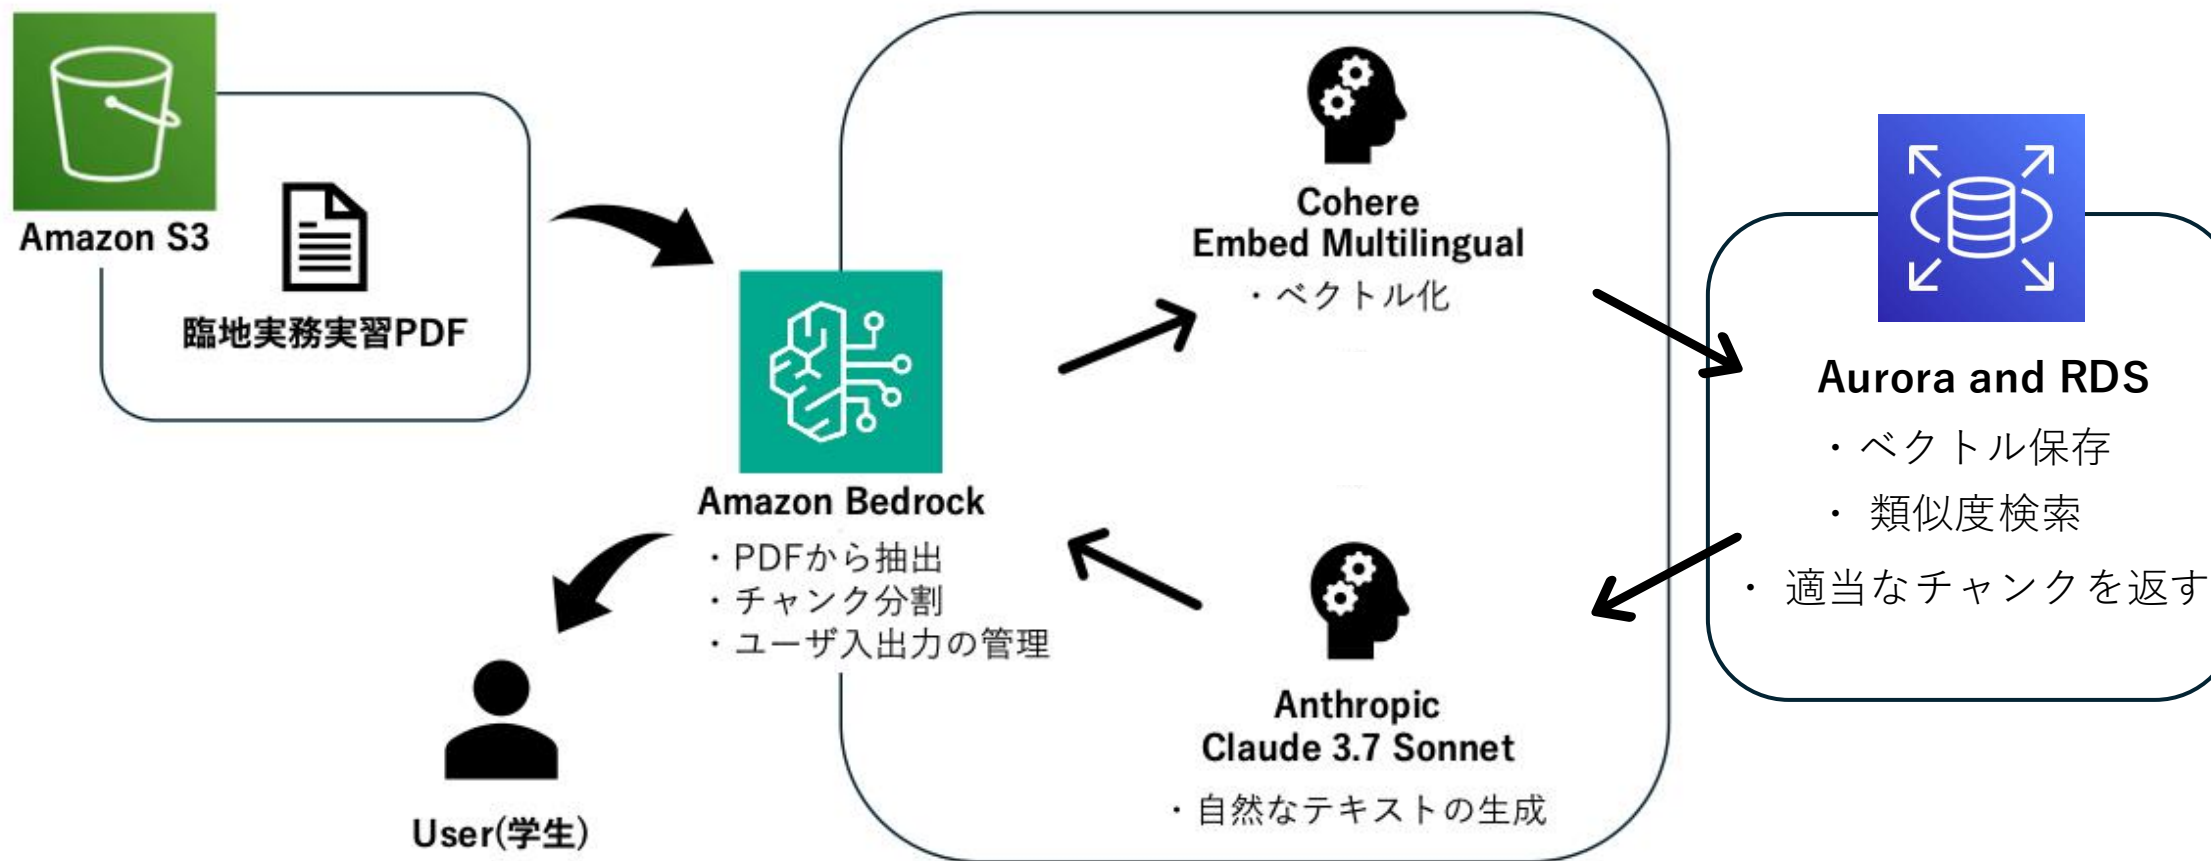 Amazon S3
臨地実務実習PDF
Amazon Bedrock
・PDFから抽出
・チャンク分割
・ユーザ入出力の管理
User(学生)
Cohere
Embed Multilingual
・ベクトル化
Anthropic
Claude 3.7 Sonnet
・自然なテキストの生成
Aurora and RDS
・ベクトル保存
・ 類似度検索
・ 適当なチャンクを返す